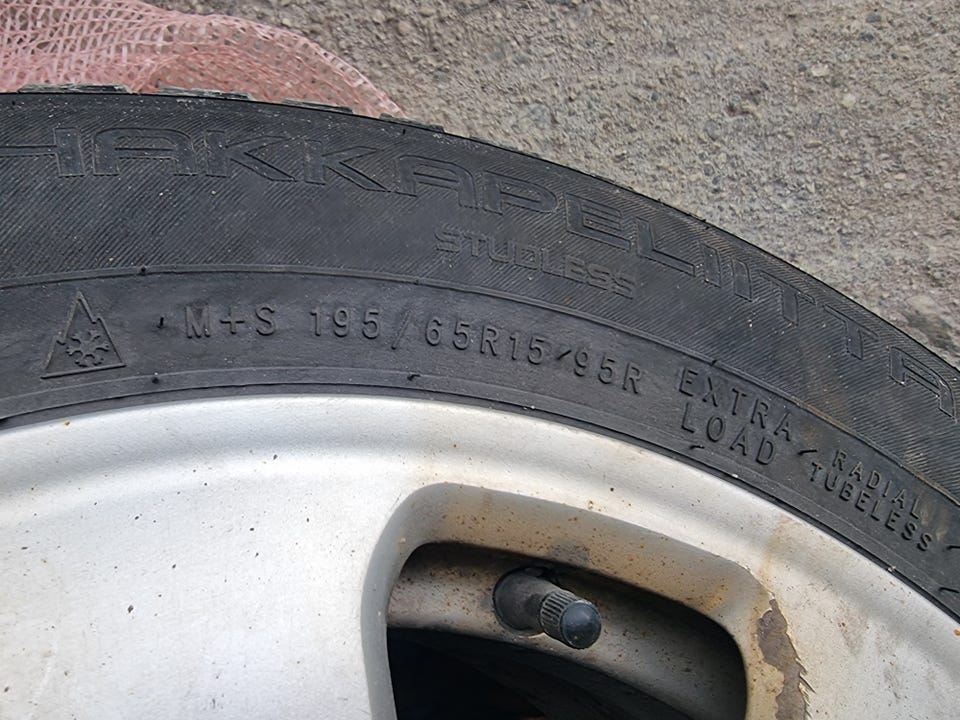 HAKKAPELIITTA
STUDLESS
M+S 195/65R15 95R EXTRA LOAD
RADIAL TUBELESS